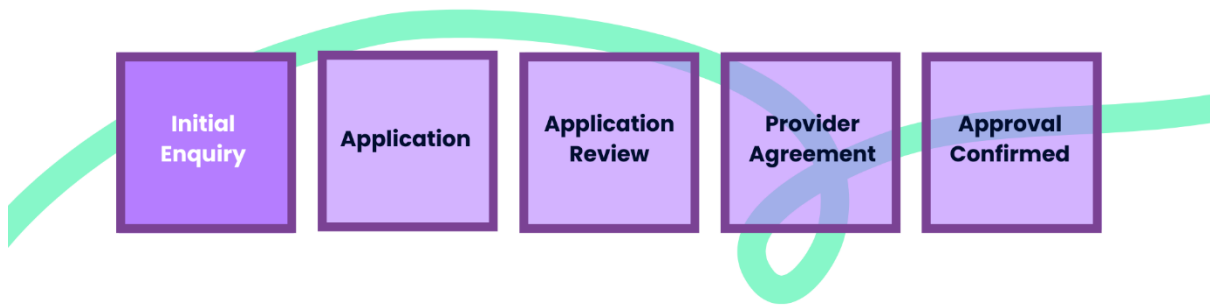 Initial
Enquiry
Application
Application
Review
Provider
Agreement
Approval
Confirmed